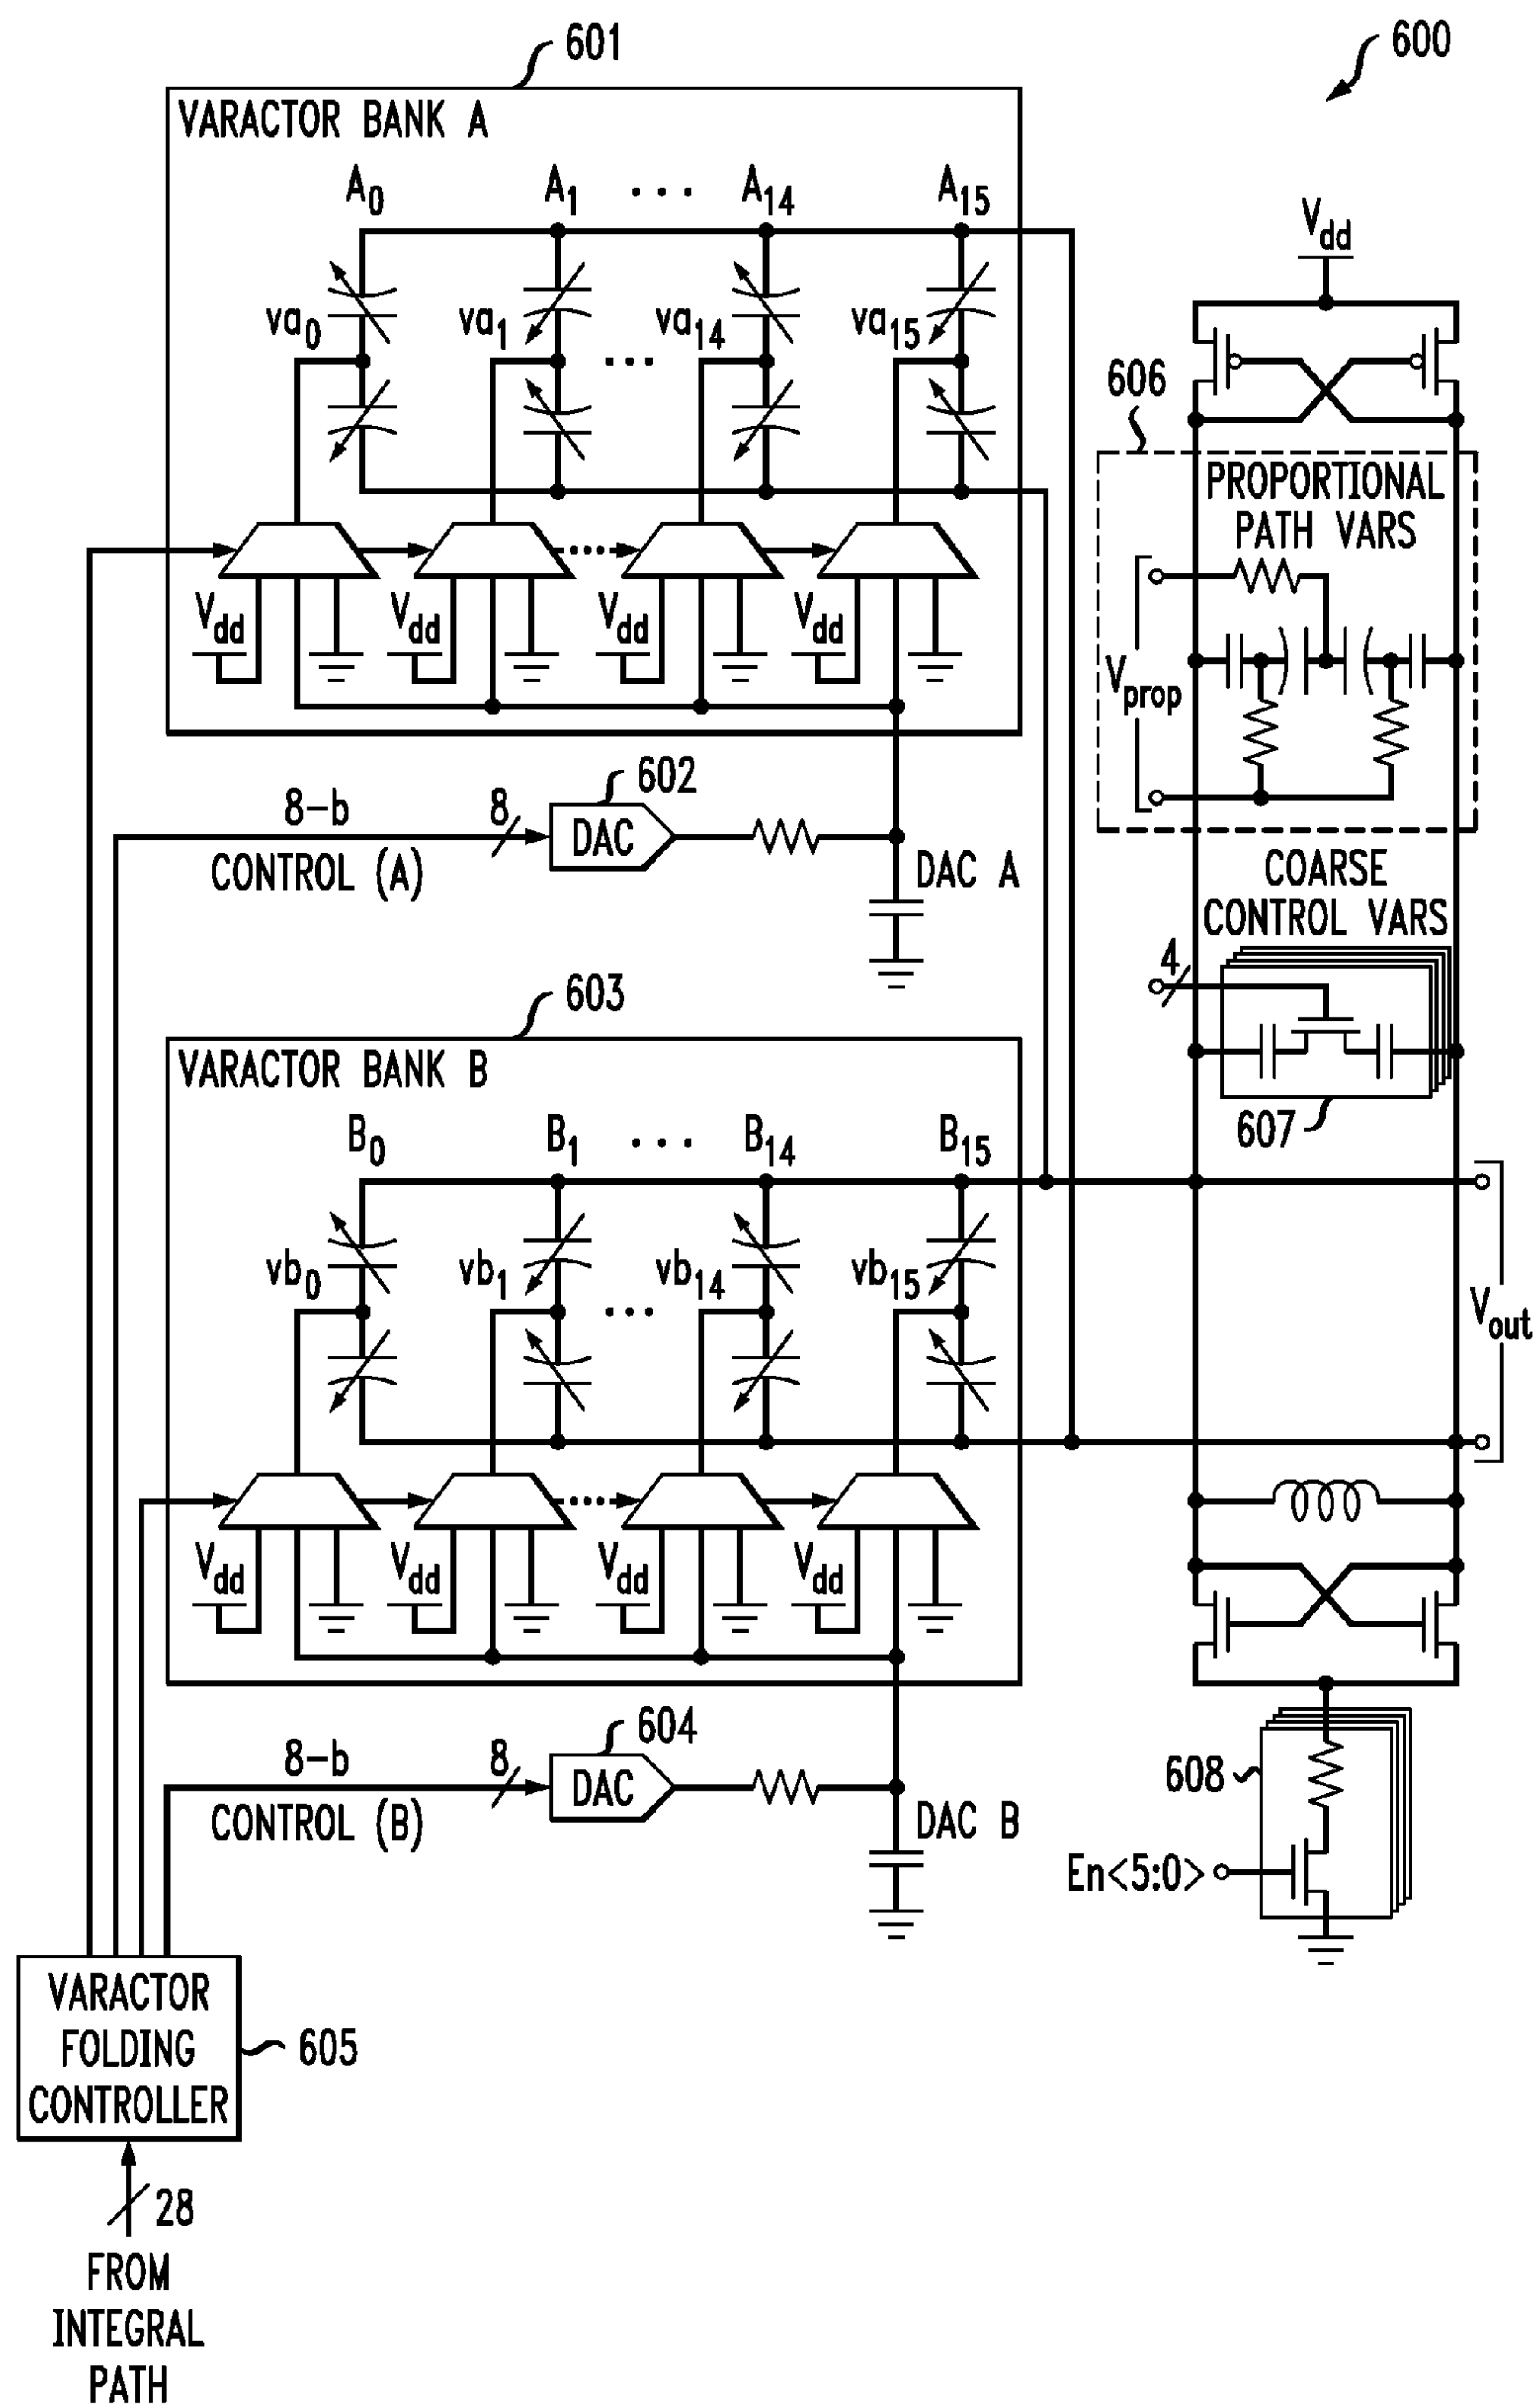 601
600
VARACTOR BANK A
A0 A1 ... A14 A15
Vdd
va0 va1 va14 va15
...
606
PROPORTIONAL
PATH VARS
Vdd Vdd Vdd Vdd
Vprop
602
8-b
8
DAC
CONTROL (A)
DAC A
COARSE
CONTROL VARS
4
603
607
VARACTOR BANK B
B0 B1 ... B14 B15
vb0 vb1 vb14 vb15
...
Vout
Vdd Vdd Vdd Vdd
604
8-b
8
DAC
CONTROL (B)
DAC B
608
En<5:0>
VARACTOR
FOLDING
CONTROLLER
605
28
FROM
INTEGRAL
PATH